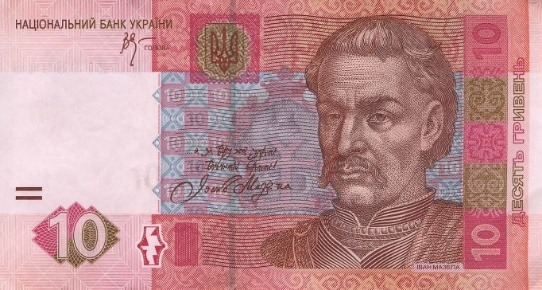 НАЦІОНАЛЬНИЙ БАНК УКРАЇНИ
ГОЛОВА
10
ДЕСЯТЬ ГРИВЕНЬ
10
10
ІВАН МАЗЕПА